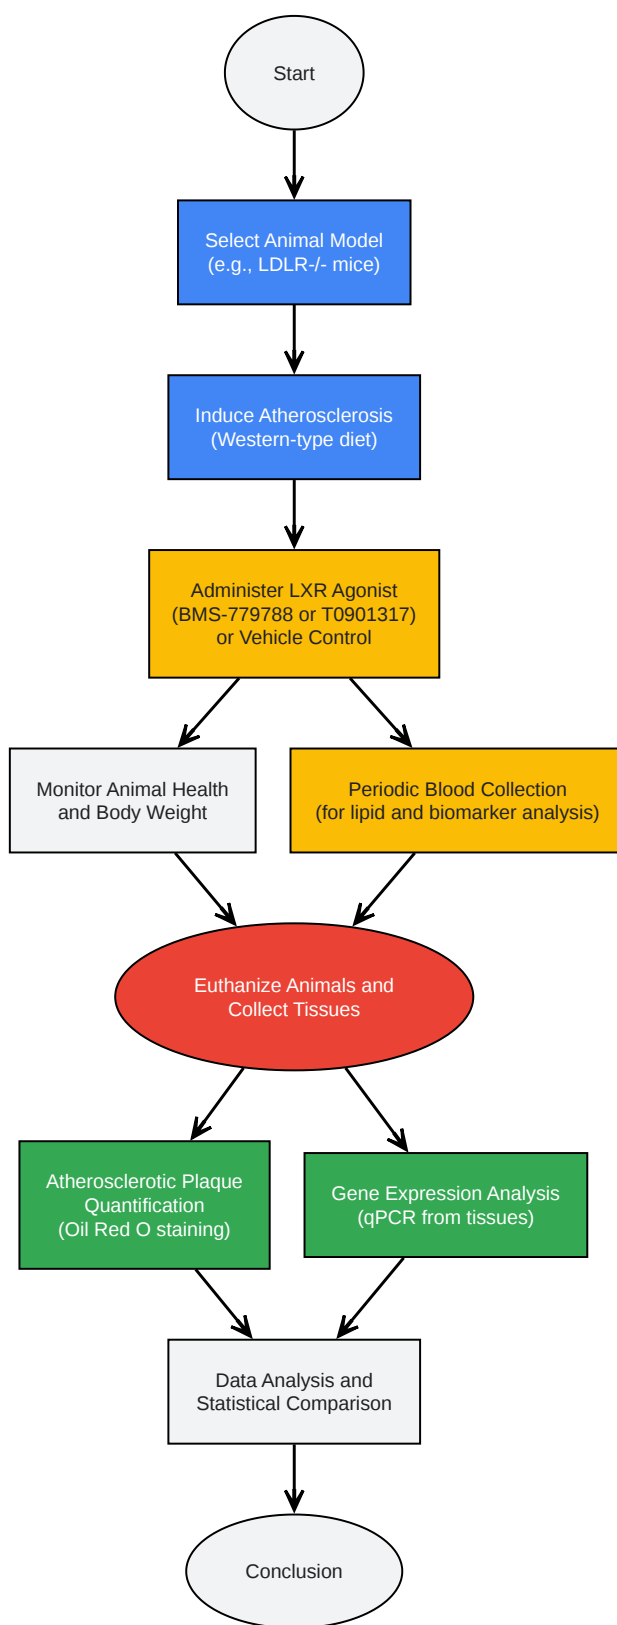 Start
Select Animal Model
(e.g., LDLR-/- mice)
Induce Atherosclerosis
(Western-type diet)
Administer LXR Agonist
(BMS-779788 or T0901317)
or Vehicle Control
Monitor Animal Health
and Body Weight
Periodic Blood Collection
(for lipid and biomarker analysis)
Euthanize Animals and
Collect Tissues
Atherosclerotic Plaque
Quantification
(Oil Red O staining)
Gene Expression Analysis
(qPCR from tissues)
Data Analysis and
Statistical Comparison
Conclusion